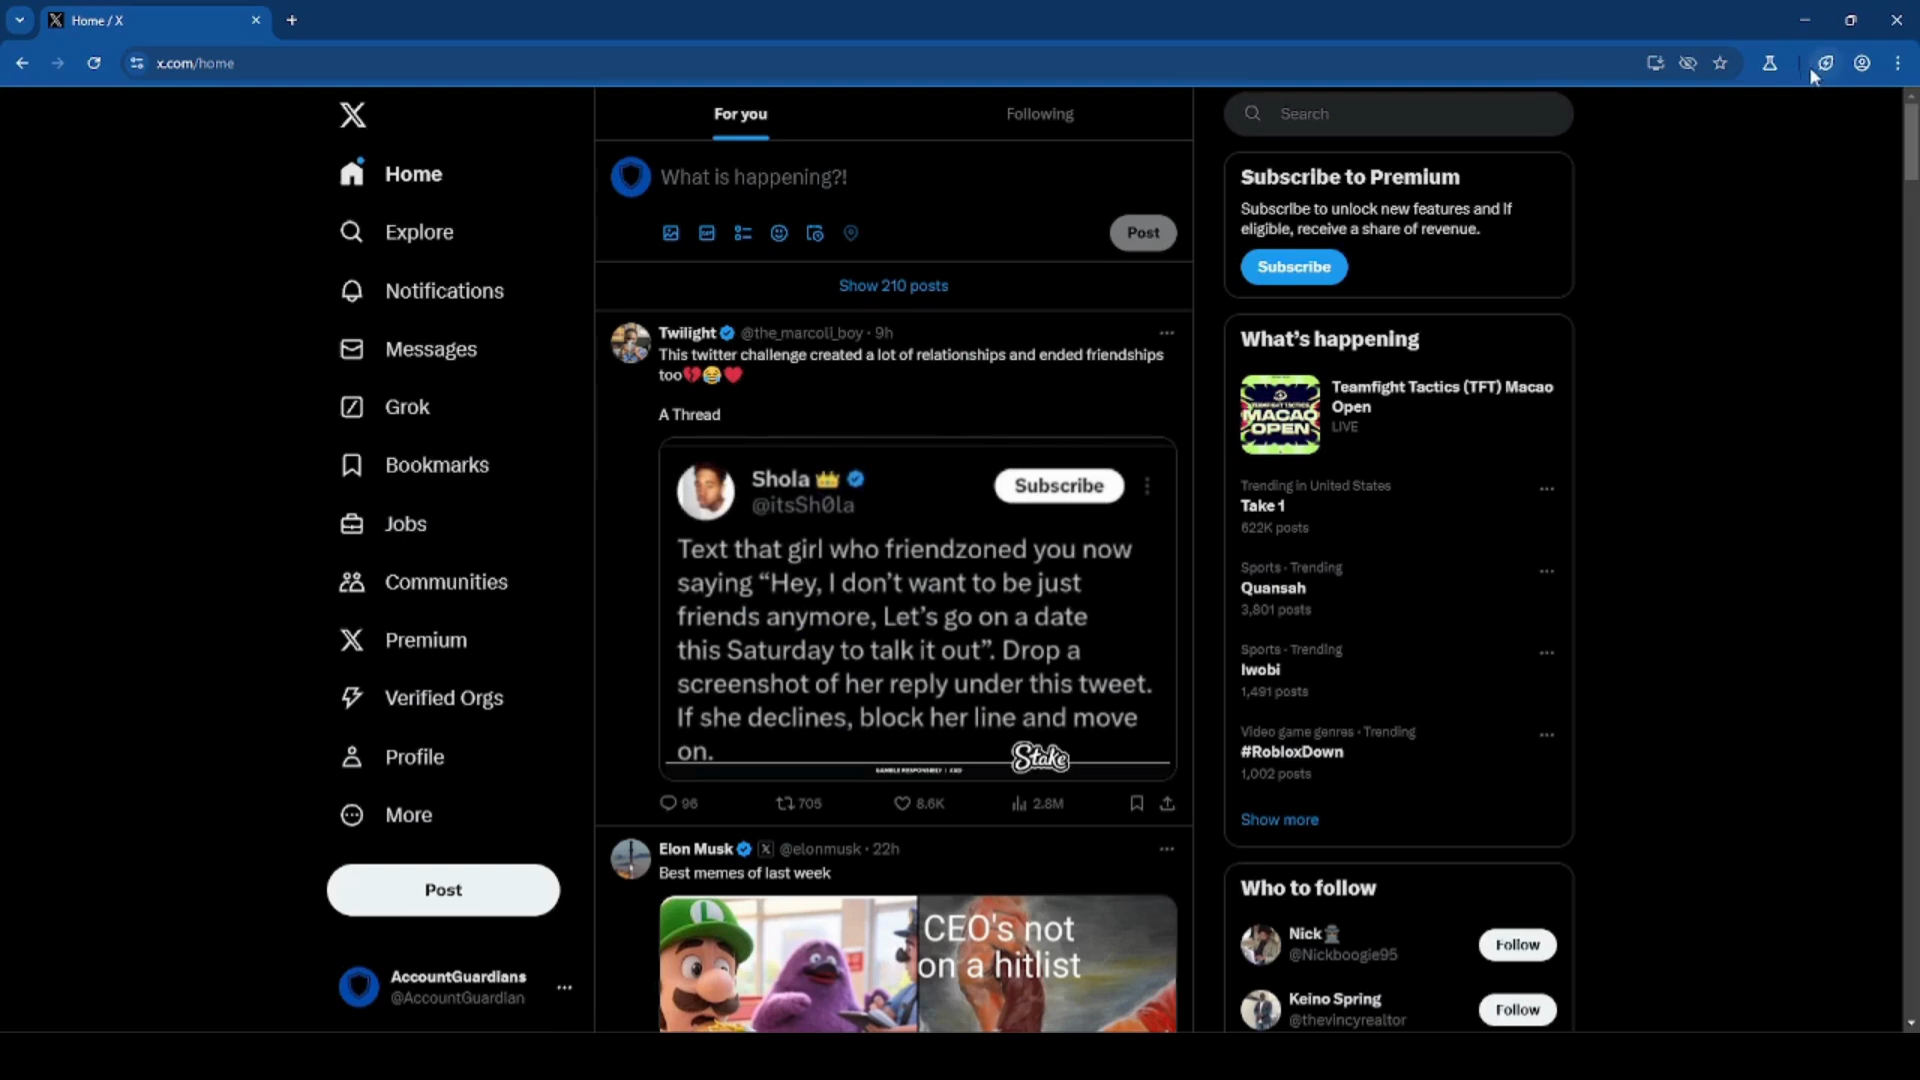 Home / X
x.com/home
Home
Explore
Notifications
Messages
Grok
Bookmarks
Jobs
Communities
Premium
Verified Orgs
Profile
More
Post
AccountGuardians
@AccountGuardian
For you
Following
What is happening?!
GIF
Post
Show 210 posts
Twilight @the_marcoli_boy · 9h
This twitter challenge created a lot of relationships and ended friendships
too💔😂❤️
A Thread
Shola 👑
@itsSh0la
Subscribe
Text that girl who friendzoned you now
saying “Hey, I don’t want to be just
friends anymore, Let’s go on a date
this Saturday to talk it out”. Drop a
screenshot of her reply under this tweet.
If she declines, block her line and move
on.
Stake
GAMBLE RESPONSIBLY
96
705
8.6K
2.8M
Elon Musk @elonmusk · 22h
Best memes of last week
CEO's not
on a hitlist
Search
Subscribe to Premium
Subscribe to unlock new features and if
eligible, receive a share of revenue.
Subscribe
What’s happening
MACAO
OPEN
Teamfight Tactics (TFT) Macao
Open
LIVE
Trending in United States
Take 1
622K posts
Sports · Trending
Quansah
3,801 posts
Sports · Trending
Iwobi
1,491 posts
Video game genres · Trending
#RobloxDown
1,002 posts
Show more
Who to follow
Nick
@Nickboogie95
Follow
Keino Spring
@thevincyrealtor
Follow